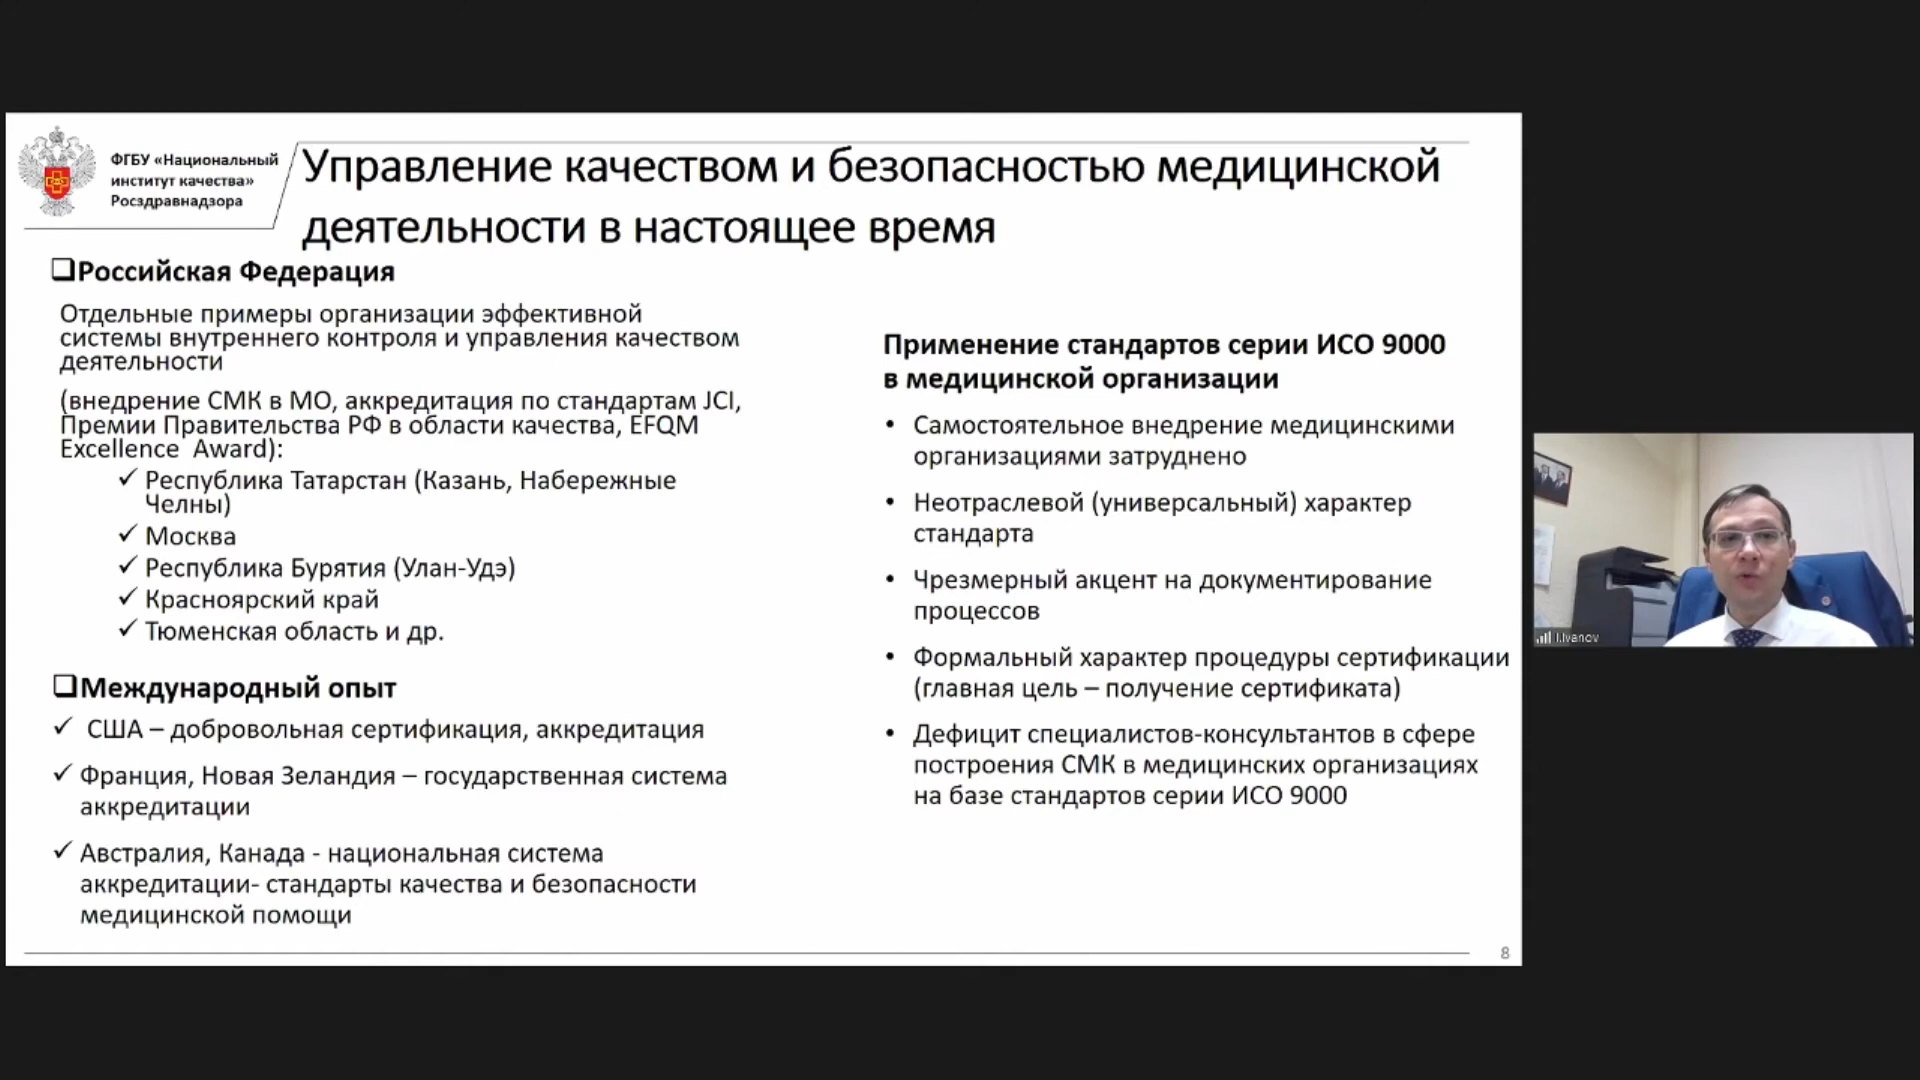 ФГБУ «Национальный
институт качества»
Росздравнадзора
Управление качеством и безопасностью медицинской
деятельности в настоящее время
Российская Федерация
Отдельные примеры организации эффективной
системы внутреннего контроля и управления качеством
деятельности
(внедрение СМК в МО, аккредитация по стандартам JCI,
Премии Правительства РФ в области качества, EFQM
Excellence Award):
✓ Республика Татарстан (Казань, Набережные
Челны)
✓ Москва
✓ Республика Бурятия (Улан-Удэ)
✓ Красноярский край
✓ Тюменская область и др.
Международный опыт
✓ США – добровольная сертификация, аккредитация
✓ Франция, Новая Зеландия – государственная система
аккредитации
✓ Австралия, Канада - национальная система
аккредитации- стандарты качества и безопасности
медицинской помощи
Применение стандартов серии ИСО 9000
в медицинской организации
• Самостоятельное внедрение медицинскими
организациями затруднено
• Неотраслевой (универсальный) характер
стандарта
• Чрезмерный акцент на документирование
процессов
• Формальный характер процедуры сертификации
(главная цель – получение сертификата)
• Дефицит специалистов-консультантов в сфере
построения СМК в медицинских организациях
на базе стандартов серии ИСО 9000
8
I.Ivanov